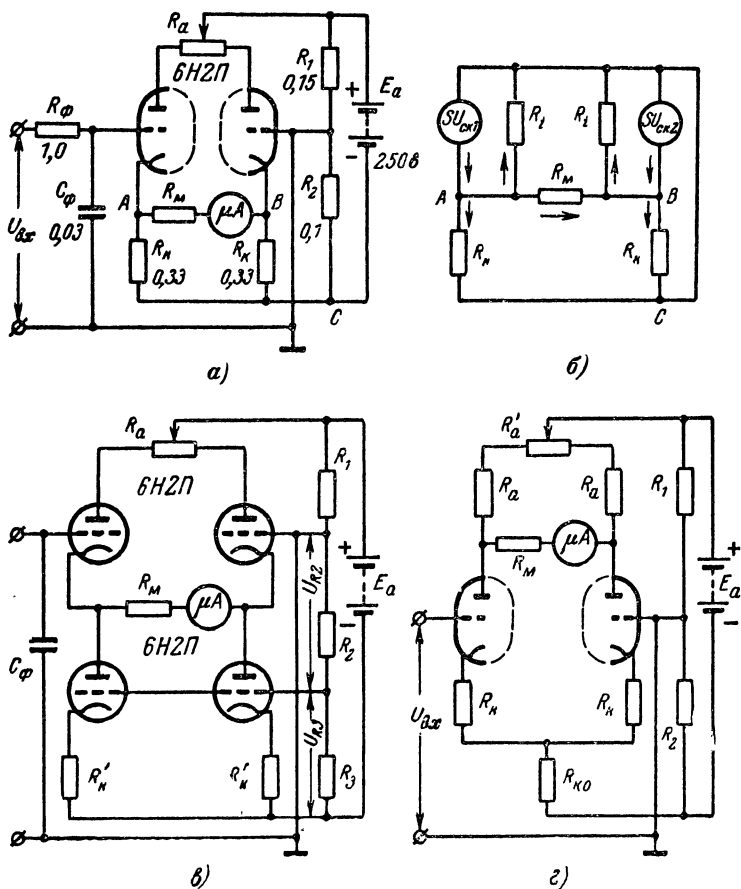 Rа
6Н2П
R1
0,15
+
Eа
−
250в
Rф
1,0
Cф
0,03
Uвх
A
Rм
μA
B
Rк
0,33
Rк
0,33
R2
0,1
C
а)
SUск1
Ri
Ri
SUск2
A
Rм
B
Rк
Rк
C
б)
Rа
6Н2П
R1
+
Eа
−
Rм
μA
UR2
6Н2П
R2
Cф
UR3
R'к
R'к
R3
в)
R'а
Rа
Rа
R1
Rм
μA
+
Eа
−
Uвх
Rк
Rк
R2
Rко
г)